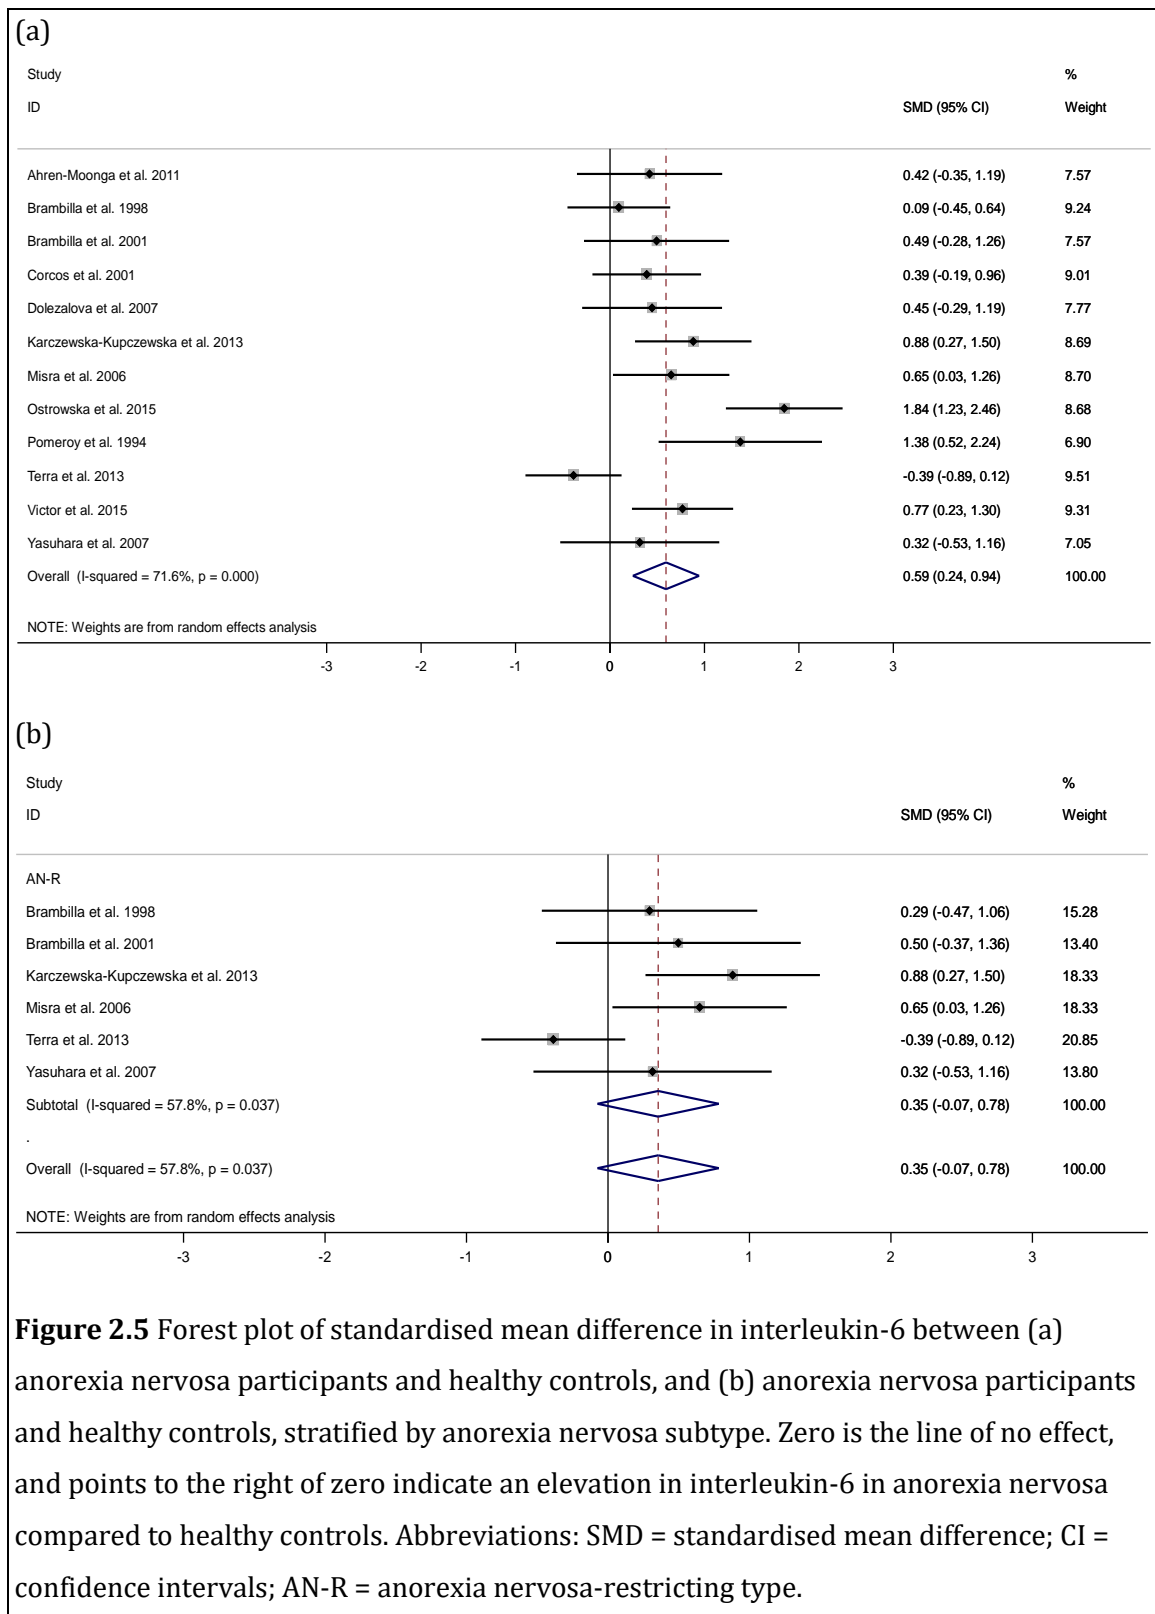 (a)
Study %
ID SMD (95% CI) Weight
Ahren-Moonga et al. 2011 0.42 (-0.35, 1.19) 7.57
Brambilla et al. 1998 0.09 (-0.45, 0.64) 9.24
Brambilla et al. 2001 0.49 (-0.28, 1.26) 7.57
Corcos et al. 2001 0.39 (-0.19, 0.96) 9.01
Dolezalova et al. 2007 0.45 (-0.29, 1.19) 7.77
Karczewska-Kupczewska et al. 2013 0.88 (0.27, 1.50) 8.69
Misra et al. 2006 0.65 (0.03, 1.26) 8.70
Ostrowska et al. 2015 1.84 (1.23, 2.46) 8.68
Pomeroy et al. 1994 1.38 (0.52, 2.24) 6.90
Terra et al. 2013 -0.39 (-0.89, 0.12) 9.51
Victor et al. 2015 0.77 (0.23, 1.30) 9.31
Yasuhara et al. 2007 0.32 (-0.53, 1.16) 7.05
Overall (I-squared = 71.6%, p = 0.000) 0.59 (0.24, 0.94) 100.00
NOTE: Weights are from random effects analysis
-3 -2 -1 0 1 2 3
(b)
Study %
ID SMD (95% CI) Weight
AN-R
Brambilla et al. 1998 0.29 (-0.47, 1.06) 15.28
Brambilla et al. 2001 0.50 (-0.37, 1.36) 13.40
Karczewska-Kupczewska et al. 2013 0.88 (0.27, 1.50) 18.33
Misra et al. 2006 0.65 (0.03, 1.26) 18.33
Terra et al. 2013 -0.39 (-0.89, 0.12) 20.85
Yasuhara et al. 2007 0.32 (-0.53, 1.16) 13.80
Subtotal (I-squared = 57.8%, p = 0.037) 0.35 (-0.07, 0.78) 100.00
.
Overall (I-squared = 57.8%, p = 0.037) 0.35 (-0.07, 0.78) 100.00
NOTE: Weights are from random effects analysis
-3 -2 -1 0 1 2 3
Figure 2.5 Forest plot of standardised mean difference in interleukin-6 between (a)
anorexia nervosa participants and healthy controls, and (b) anorexia nervosa participants
and healthy controls, stratified by anorexia nervosa subtype. Zero is the line of no effect,
and points to the right of zero indicate an elevation in interleukin-6 in anorexia nervosa
compared to healthy controls. Abbreviations: SMD = standardised mean difference; CI =
confidence intervals; AN-R = anorexia nervosa-restricting type.